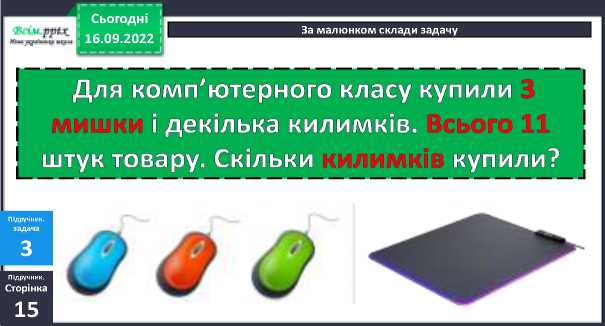 Всім.pptx
Нова українська школа
Сьогодні
16.09.2022
За малюнком склади задачу
Для комп’ютерного класу купили 3
мишки і декілька килимків. Всього 11
штук товару. Скільки килимків купили?
Підручник.
задача
3
Підручник.
Сторінка
15